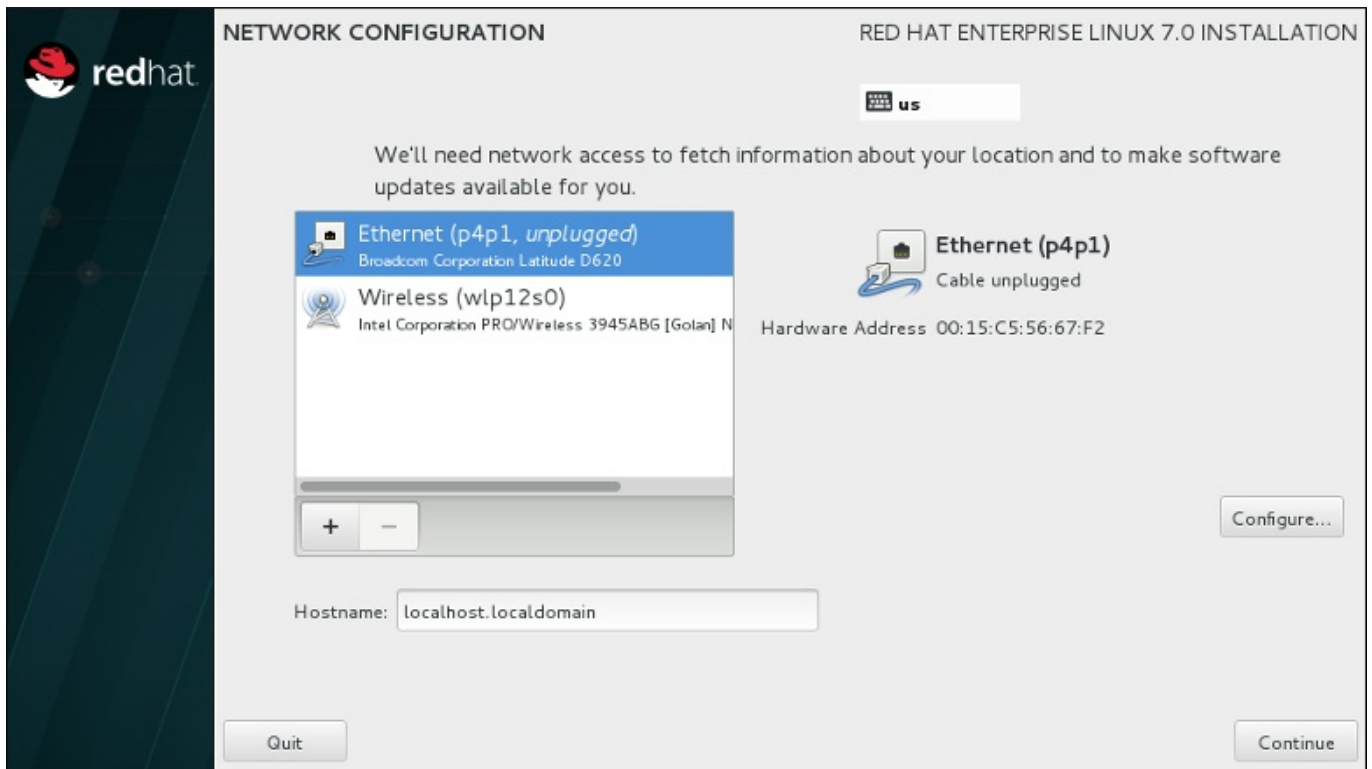 redhat.
NETWORK CONFIGURATION
RED HAT ENTERPRISE LINUX 7.0 INSTALLATION
us
We'll need network access to fetch information about your location and to make software
updates available for you.
Ethernet (p4p1, unplugged)
Broadcom Corporation Latitude D620
Wireless (wlp12s0)
Intel Corporation PRO/Wireless 3945ABG [Golan] N
Ethernet (p4p1)
Cable unplugged
Hardware Address 00:15:C5:56:67:F2
+ −
Configure...
Hostname: localhost.localdomain
Quit
Continue